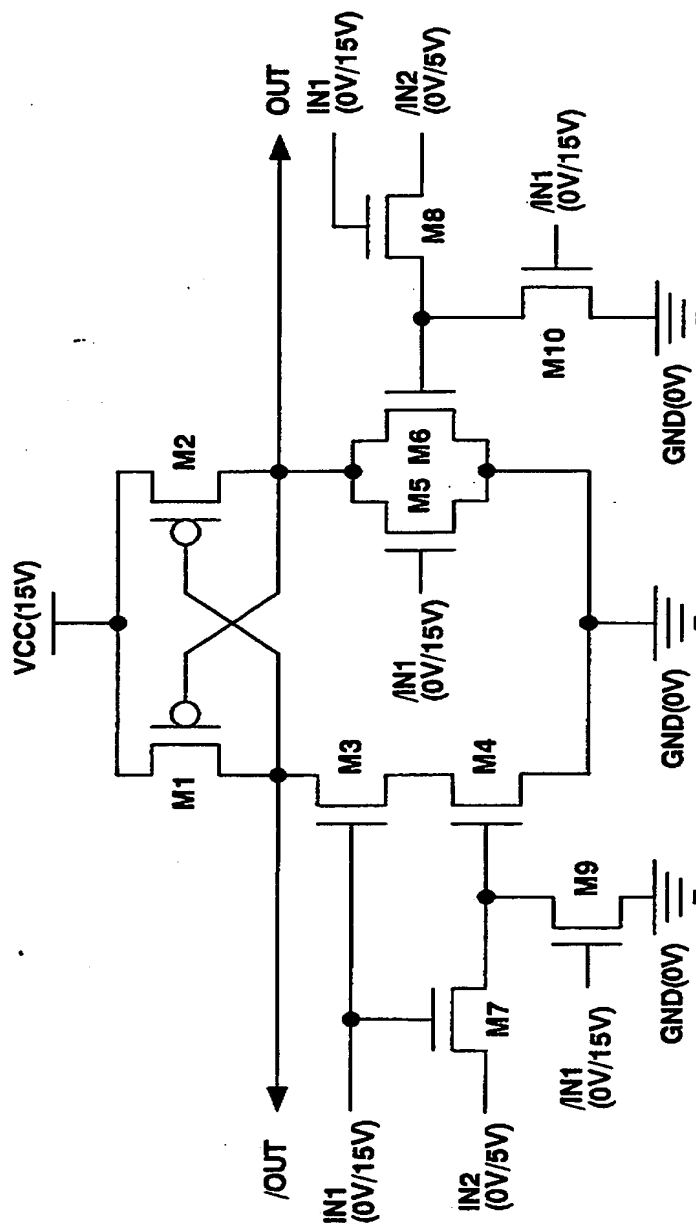 VCC(15V)
M1
M2
/OUT
OUT
IN1
(0V/15V)
M3
M5
M6
/IN1
(0V/15V)
M8
IN1
(0V/15V)
/IN2
(0V/5V)
M4
M7
IN2
(0V/5V)
M9
/IN1
(0V/15V)
GND(0V)
GND(0V)
M10
/IN1
(0V/15V)
GND(0V)